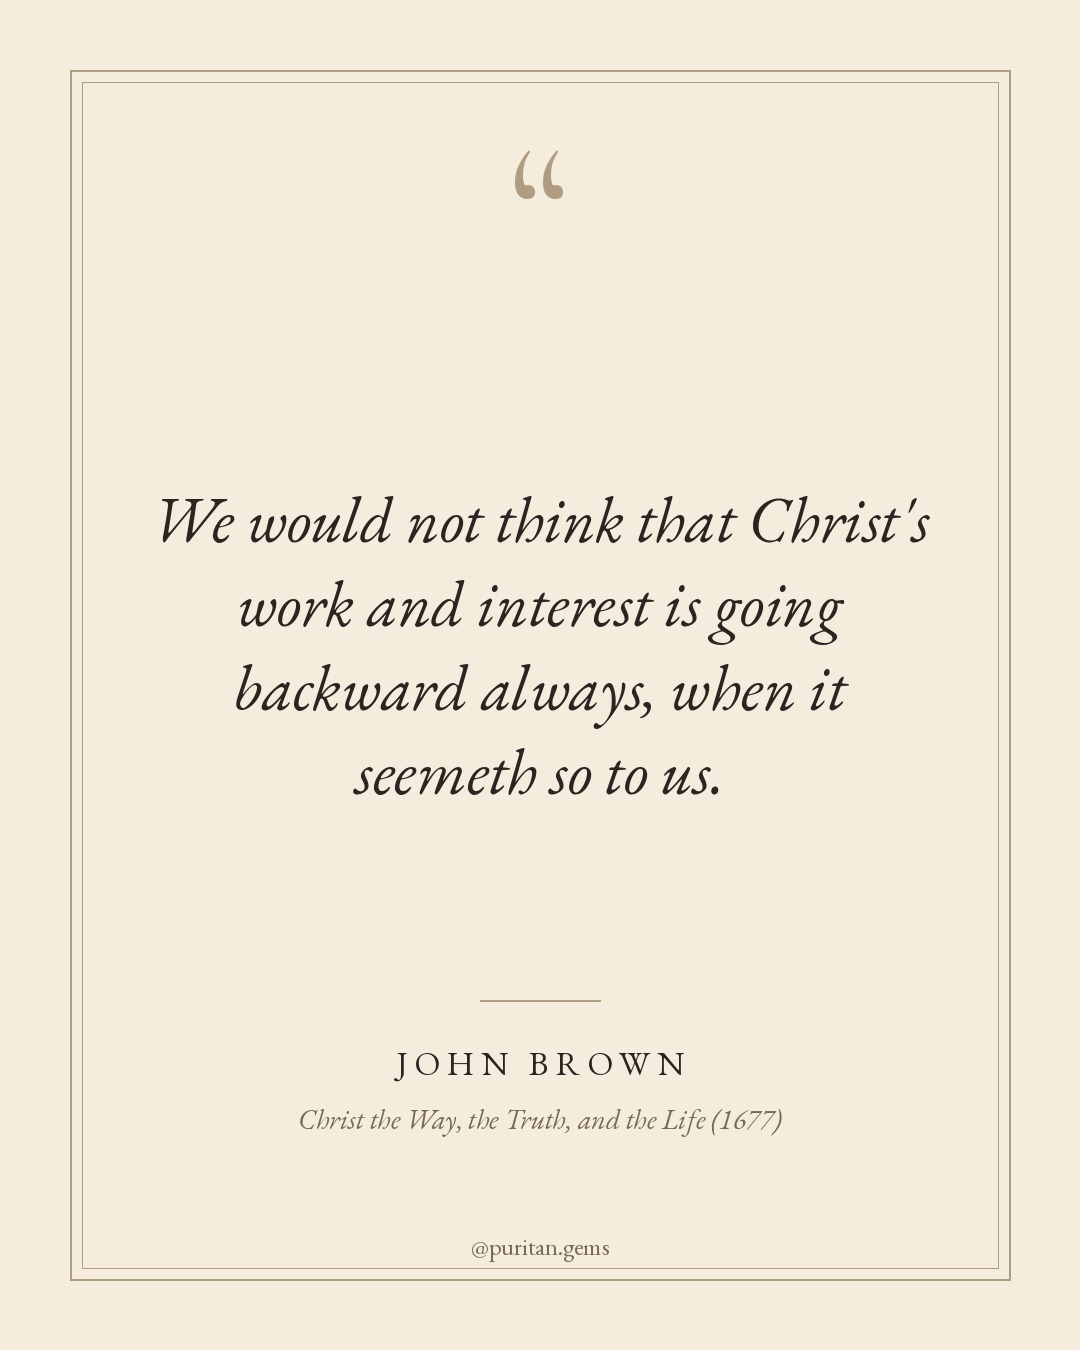 “
We would not think that Christ's
work and interest is going
backward always, when it
seemeth so to us.
JOHN BROWN
Christ the Way, the Truth, and the Life (1677)
@puritan.gems